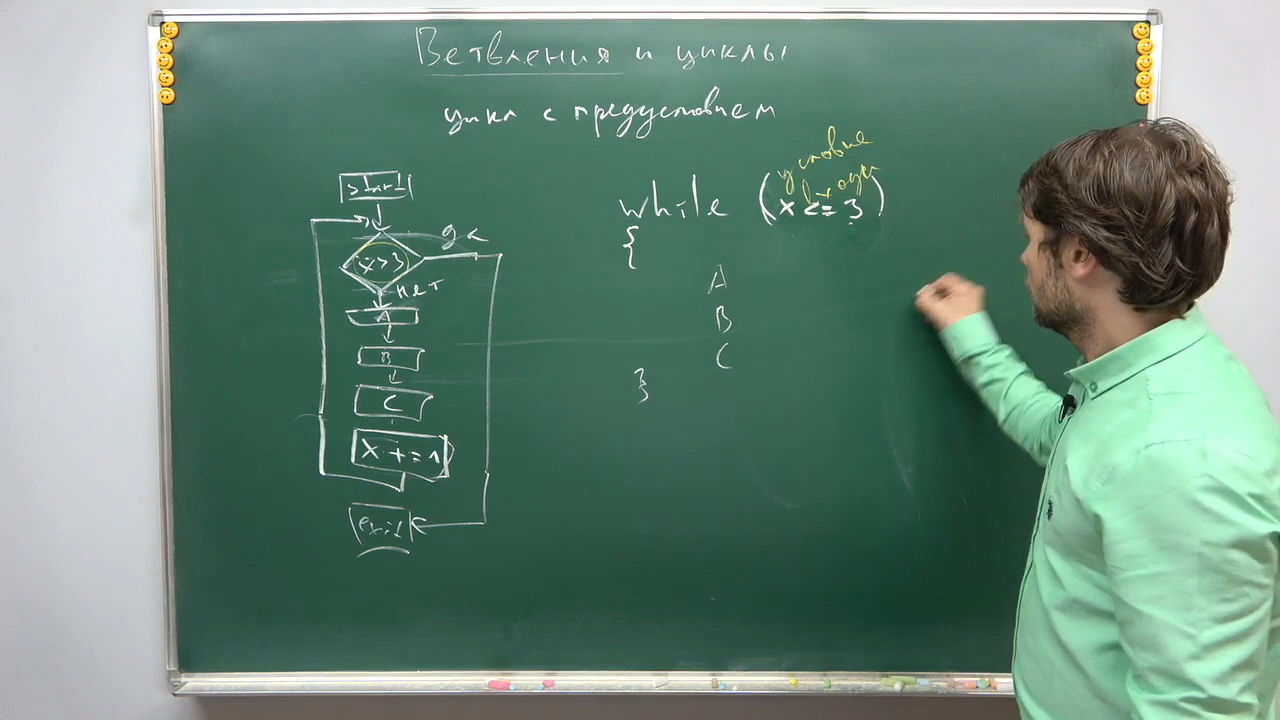 Ветвления и циклы
цикл с предусловием
start
x > 3
да
нет
A
B
C
x += 1
exit
условие
входа
while (x <= 3)
{
A
B
C
}